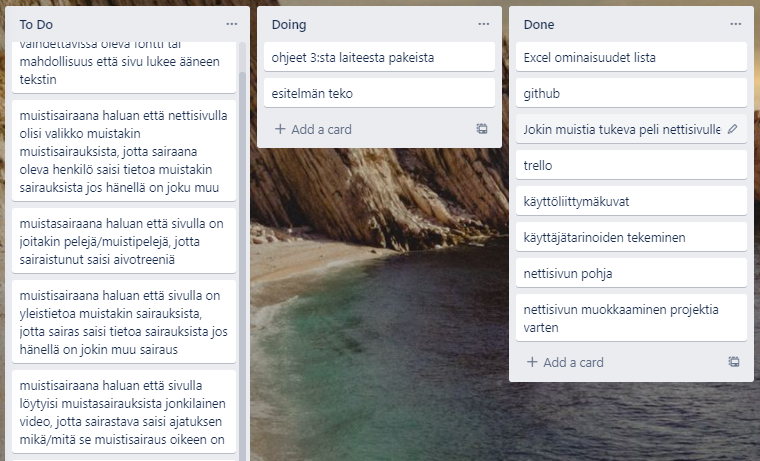 To Do
vaihdettavissa oleva fontti tai
mahdollisuus että sivu lukee ääneen
tekstin
muistisairaana haluan että nettisivulla
olisi valikko muistakin
muistisairauksista, jotta sairaana
oleva henkilö saisi tietoa muistakin
sairauksista jos hänellä on joku muu
muistasairaana haluan että sivulla on
joitakin pelejä/muistipelejä, jotta
sairaistunut saisi aivotreeniä
muistisairaana haluan että sivulla on
yleistietoa muistakin sairauksista,
jotta sairas saisi tietoa sairauksista jos
hänellä on jokin muu sairaus
muistisairaana haluan että sivulla
löytyisi muistasairauksista jonkilainen
video, jotta sairastava saisi ajatuksen
mikä/mitä se muistisairaus oikeen on
Doing
ohjeet 3:sta laiteesta pakeista
esitelmän teko
+ Add a card
Done
Excel ominaisuudet lista
github
Jokin muistia tukeva peli nettisivulle
trello
käyttöliittymäkuvat
käyttäjätarinoiden tekeminen
nettisivun pohja
nettisivun muokkaaminen projektia
varten
+ Add a card